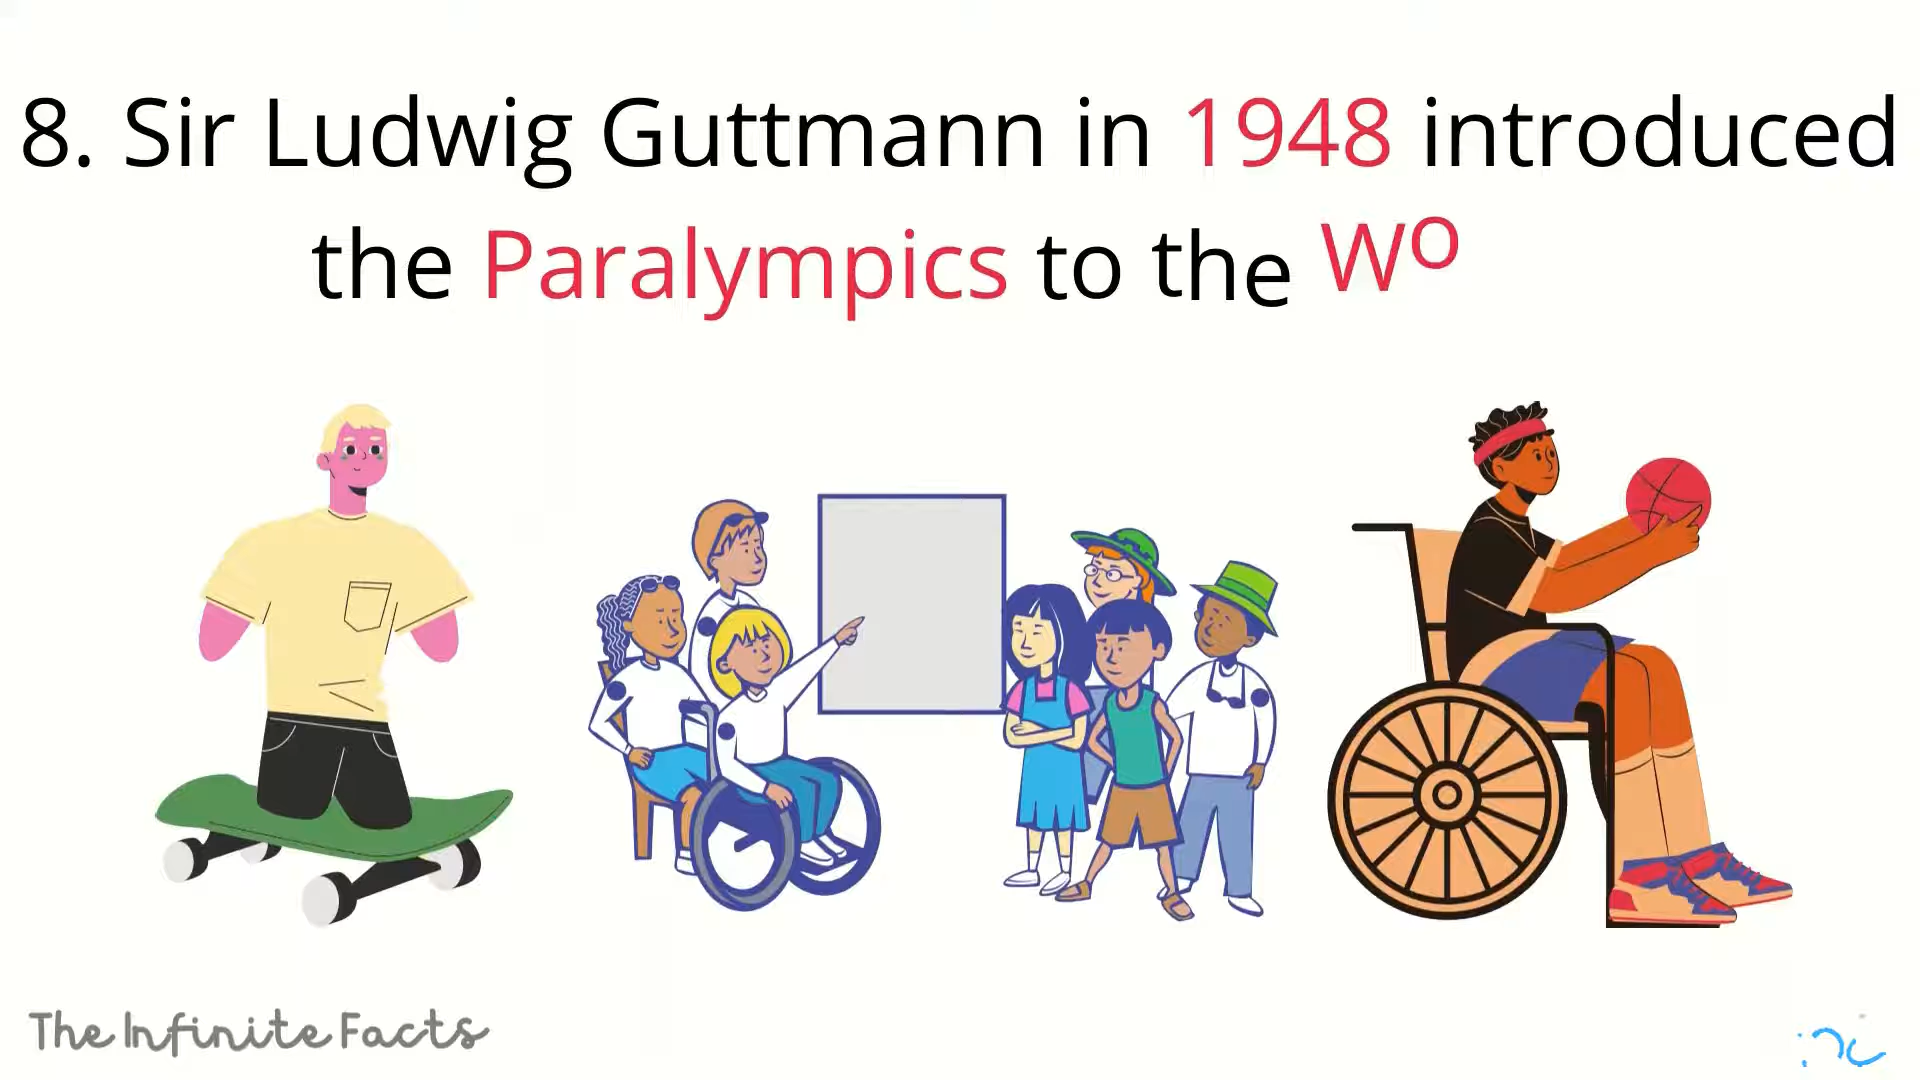 8. Sir Ludwig Guttmann in 1948 introduced
the Paralympics to the Wo
The Infinite Facts